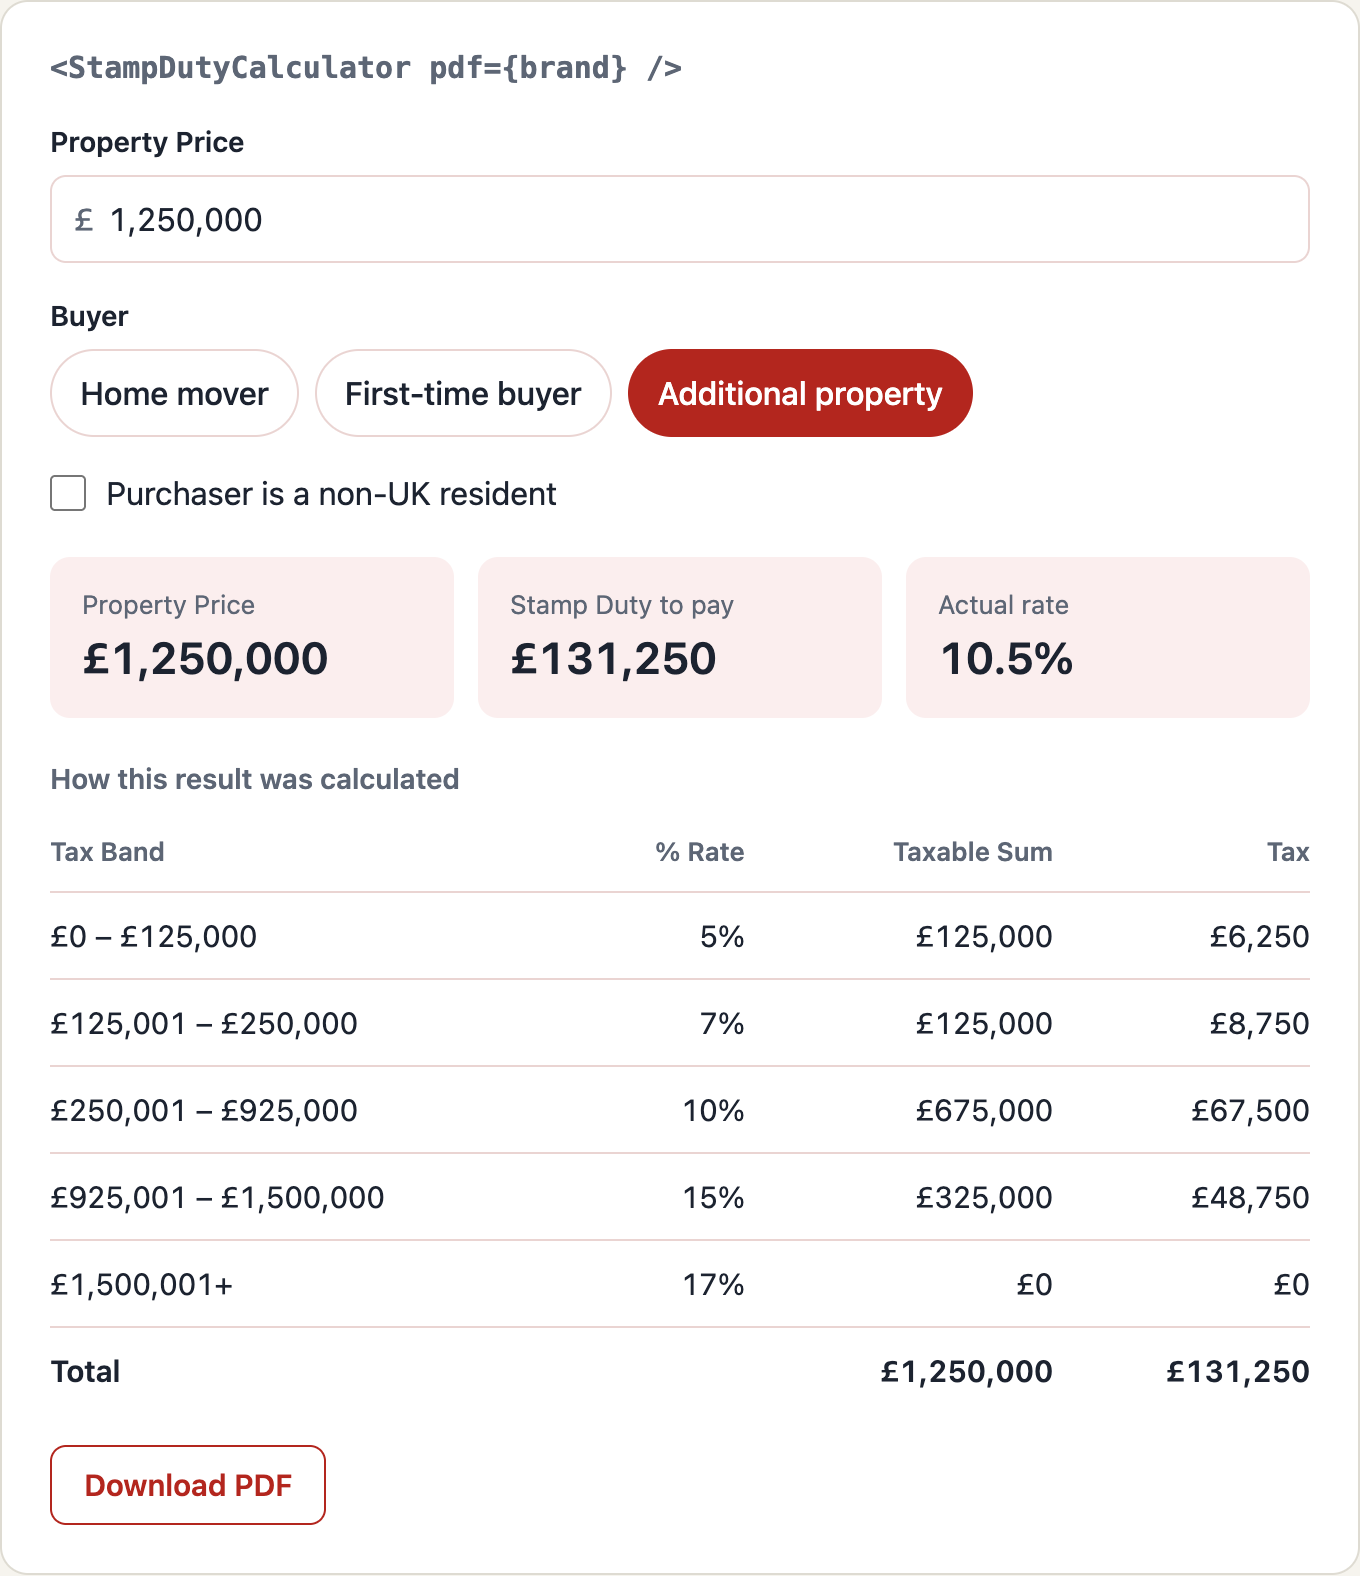 <StampDutyCalculator pdf={brand} />
Property Price
£ 1,250,000
Buyer
Home mover First-time buyer Additional property
Purchaser is a non-UK resident
Property Price Stamp Duty to pay Actual rate
£1,250,000 £131,250 10.5%
How this result was calculated
Tax Band % Rate Taxable Sum Tax
£0 – £125,000 5% £125,000 £6,250
£125,001 – £250,000 7% £125,000 £8,750
£250,001 – £925,000 10% £675,000 £67,500
£925,001 – £1,500,000 15% £325,000 £48,750
£1,500,001+ 17% £0 £0
Total £1,250,000 £131,250
Download PDF